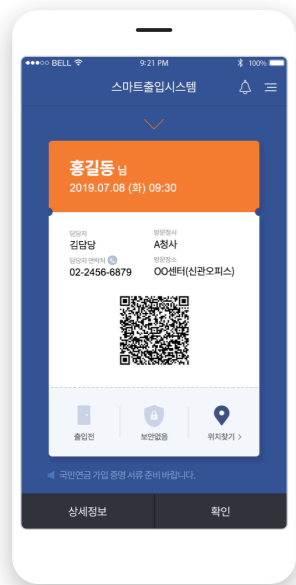 BELL 9:21 PM 100%
스마트출입시스템
홍길동 님
2019.07.08 (화) 09:30
담당자 방문청사
김담당 A청사
담당자 연락처 방문장소
02-2456-6879 OO센터(신관오피스)
출입전 보안없음 위치찾기 >
국민연금 가입 증명 서류 준비 바랍니다.
상세정보 확인